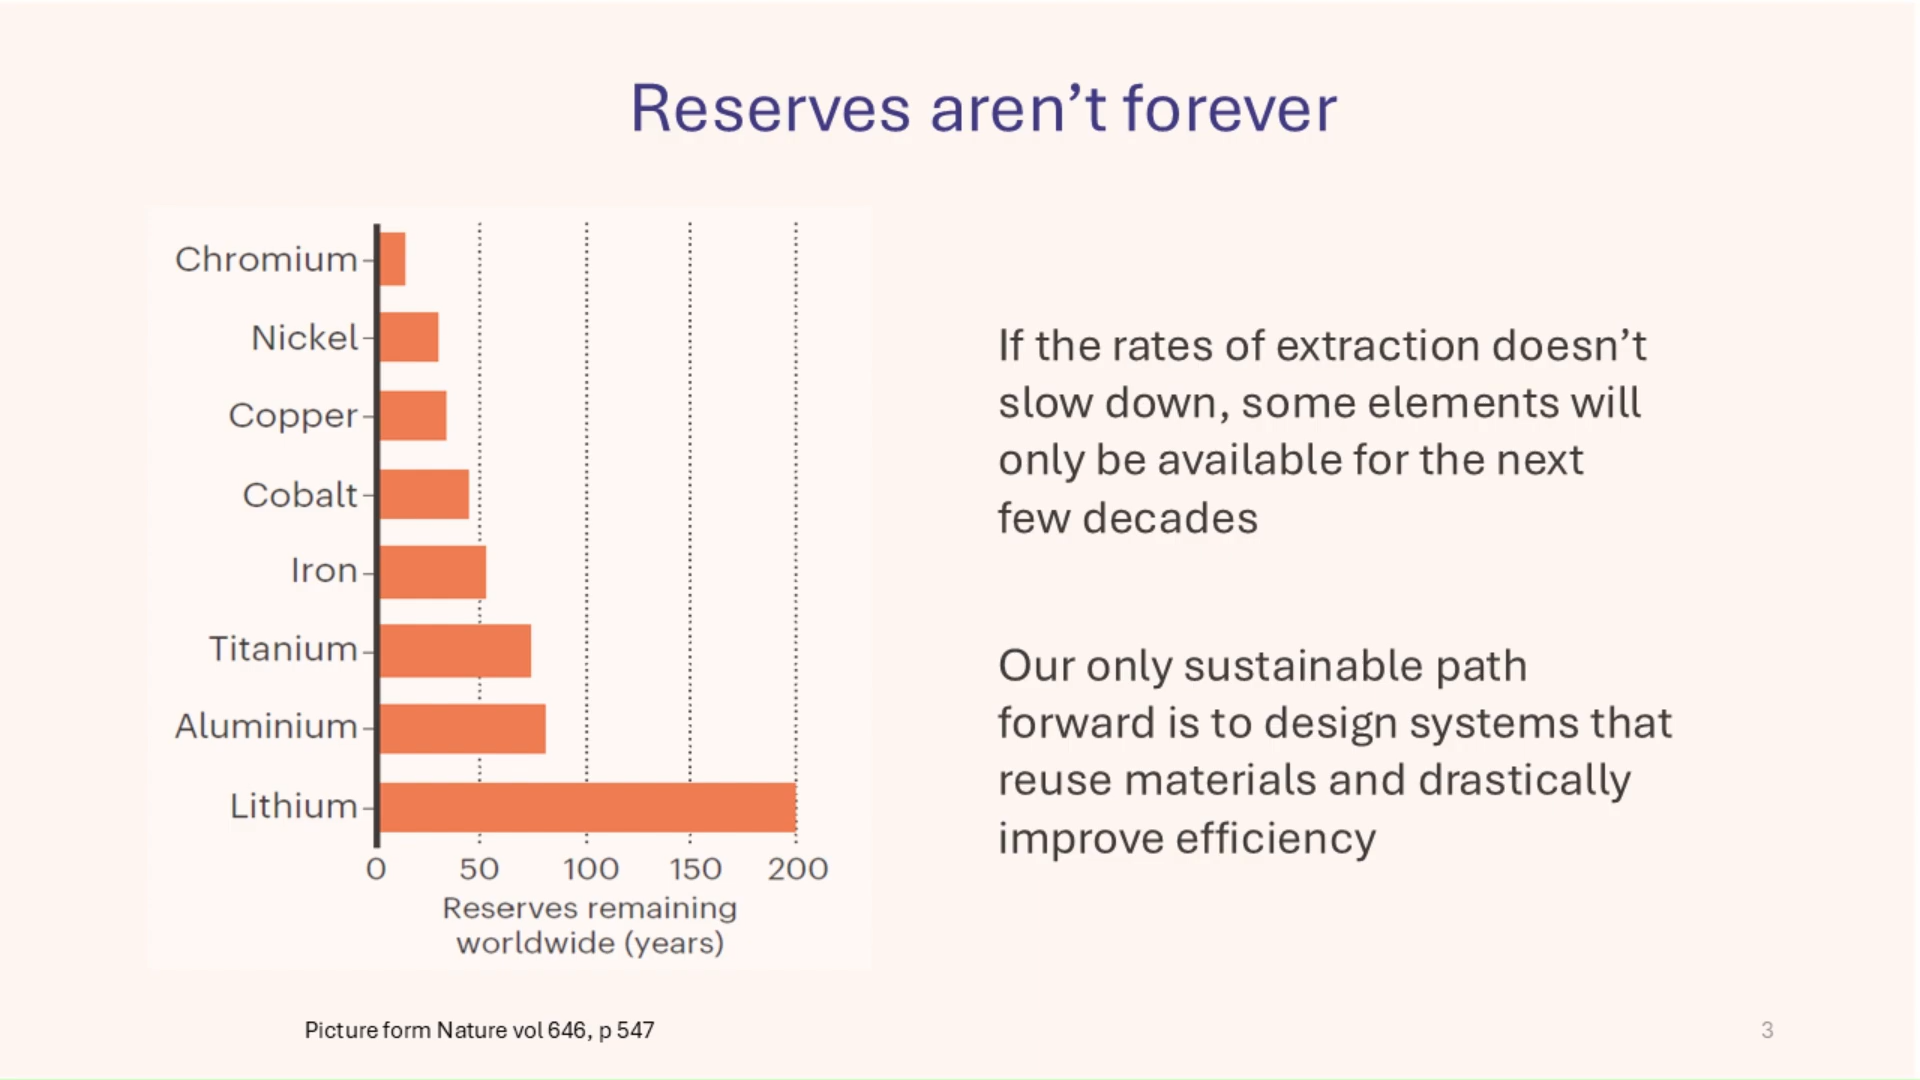 Reserves aren’t forever
Chromium
Nickel
Copper
Cobalt
Iron
Titanium
Aluminium
Lithium
0 50 100 150 200
Reserves remaining
worldwide (years)
If the rates of extraction doesn’t
slow down, some elements will
only be available for the next
few decades
Our only sustainable path
forward is to design systems that
reuse materials and drastically
improve efficiency
Picture form Nature vol 646, p 547
3